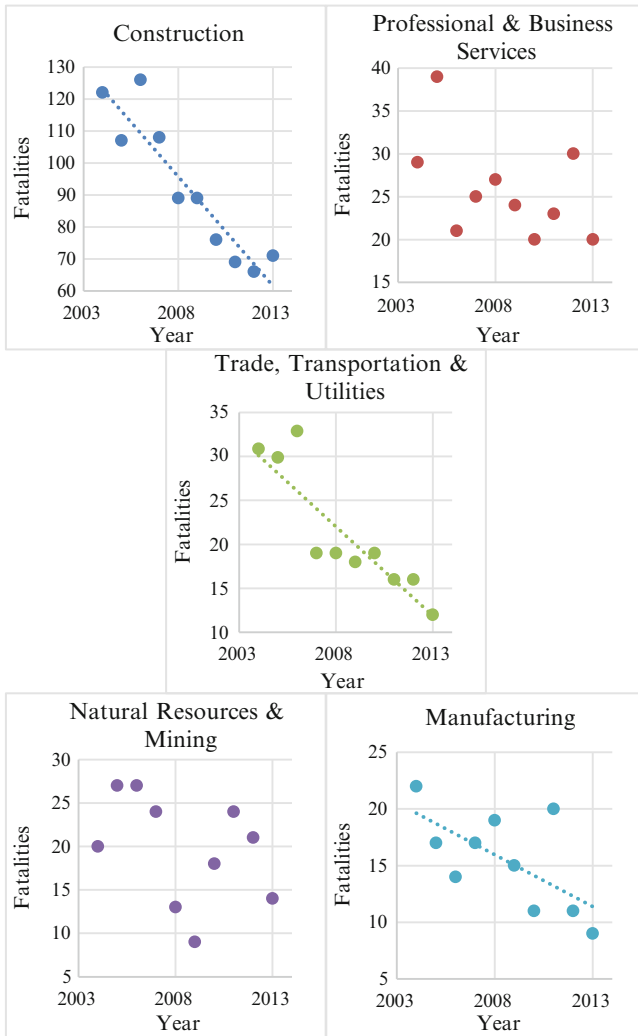 Construction
130
120
110
100
90
80
70
60
Fatalities
2003
2008
2013
Year
Professional & Business
Services
40
35
30
25
20
15
Fatalities
2003
2008
2013
Year
Trade, Transportation &
Utilities
35
30
25
20
15
10
Fatalities
2003
2008
2013
Year
Natural Resources &
Mining
30
25
20
15
10
5
Fatalities
2003
2008
2013
Year
Manufacturing
25
20
15
10
5
Fatalities
2003
2008
2013
Year